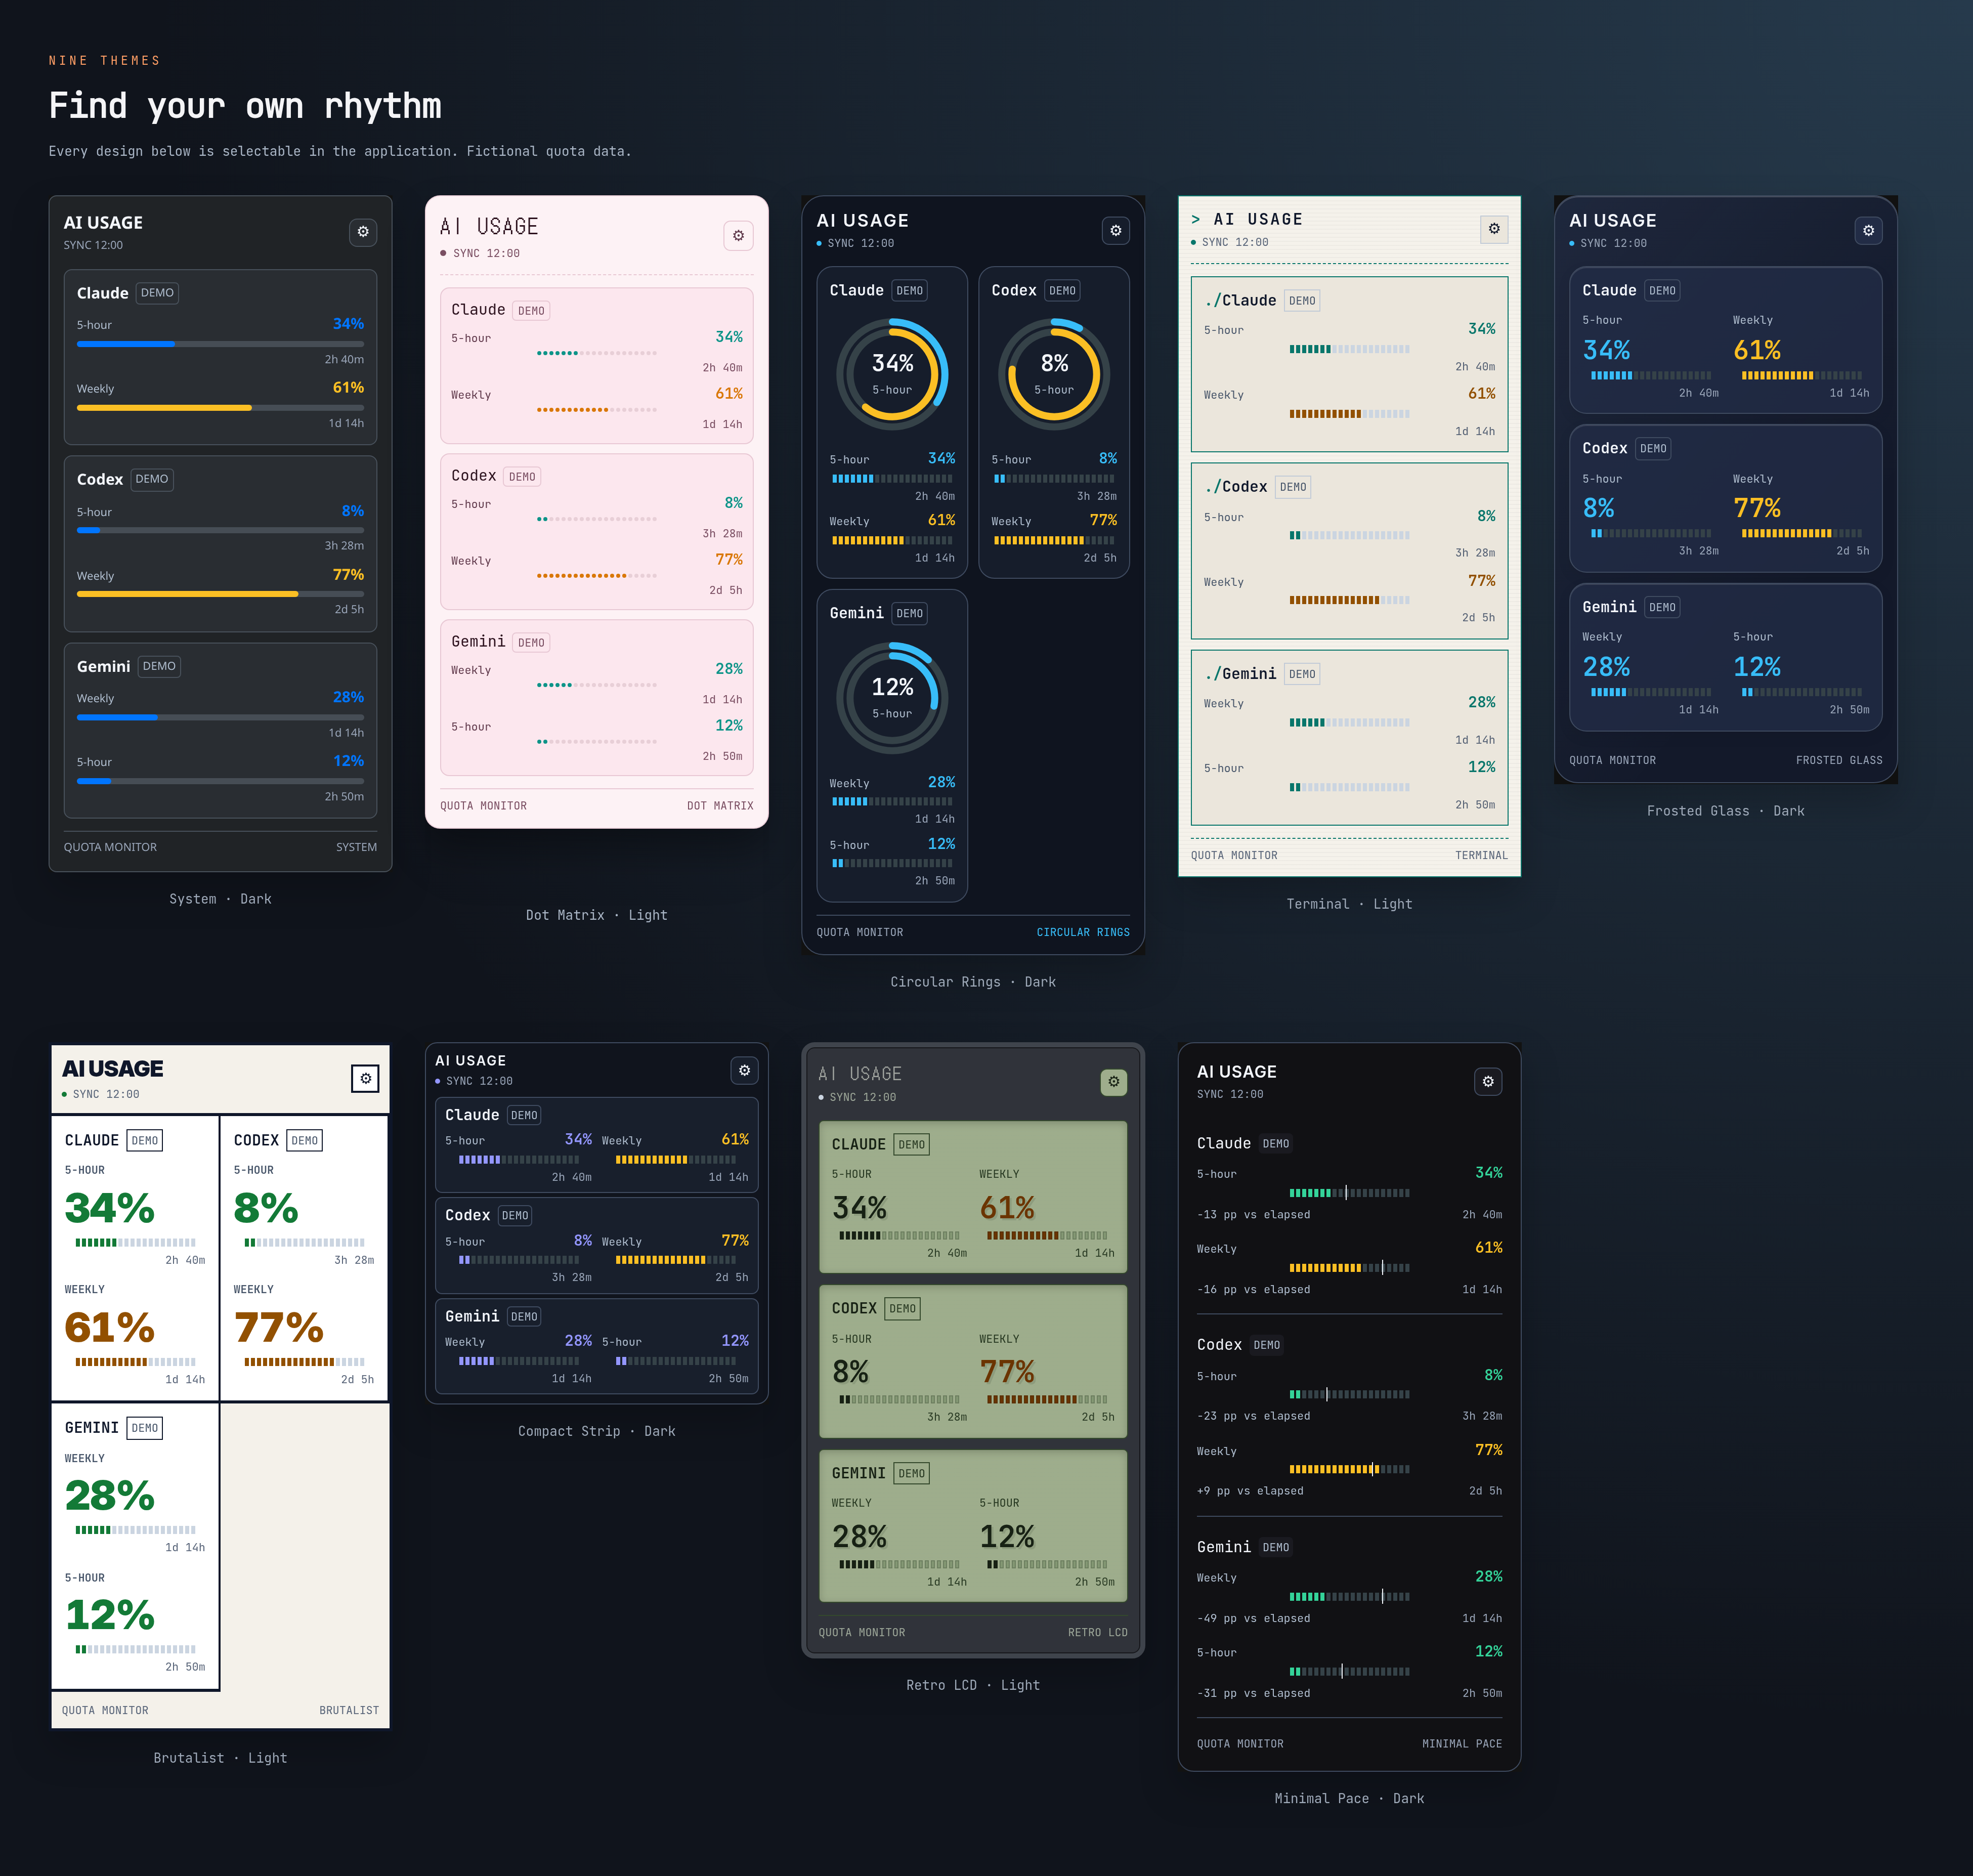 NINE THEMES
Find your own rhythm
Every design below is selectable in the application. Fictional quota data.
AI USAGE
SYNC 12:00
Claude DEMO
5-hour 34%
2h 40m
Weekly 61%
1d 14h
Codex DEMO
5-hour 8%
3h 28m
Weekly 77%
2d 5h
Gemini DEMO
Weekly 28%
1d 14h
5-hour 12%
2h 50m
QUOTA MONITOR SYSTEM
System · Dark
AI USAGE
SYNC 12:00
Claude DEMO
5-hour 34%
2h 40m
Weekly 61%
1d 14h
Codex DEMO
5-hour 8%
3h 28m
Weekly 77%
2d 5h
Gemini DEMO
Weekly 28%
1d 14h
5-hour 12%
2h 50m
QUOTA MONITOR DOT MATRIX
Dot Matrix · Light
AI USAGE
SYNC 12:00
Claude DEMO
34%
5-hour
5-hour 34%
2h 40m
Weekly 61%
1d 14h
Codex DEMO
8%
5-hour
5-hour 8%
3h 28m
Weekly 77%
2d 5h
Gemini DEMO
12%
5-hour
Weekly 28%
1d 14h
5-hour 12%
2h 50m
QUOTA MONITOR CIRCULAR RINGS
Circular Rings · Dark
> AI USAGE
SYNC 12:00
./Claude DEMO
5-hour 34%
2h 40m
Weekly 61%
1d 14h
./Codex DEMO
5-hour 8%
3h 28m
Weekly 77%
2d 5h
./Gemini DEMO
Weekly 28%
1d 14h
5-hour 12%
2h 50m
QUOTA MONITOR TERMINAL
Terminal · Light
AI USAGE
SYNC 12:00
Claude DEMO
5-hour Weekly
34% 61%
2h 40m 1d 14h
Codex DEMO
5-hour Weekly
8% 77%
3h 28m 2d 5h
Gemini DEMO
Weekly 5-hour
28% 12%
1d 14h 2h 50m
QUOTA MONITOR FROSTED GLASS
Frosted Glass · Dark
AI USAGE
SYNC 12:00
CLAUDE DEMO
5-HOUR
34%
2h 40m
WEEKLY
61%
1d 14h
CODEX DEMO
5-HOUR
8%
3h 28m
WEEKLY
77%
2d 5h
GEMINI DEMO
WEEKLY
28%
1d 14h
5-HOUR
12%
2h 50m
QUOTA MONITOR BRUTALIST
Brutalist · Light
AI USAGE
SYNC 12:00
Claude DEMO
5-hour 34% Weekly 61%
2h 40m 1d 14h
Codex DEMO
5-hour 8% Weekly 77%
3h 28m 2d 5h
Gemini DEMO
Weekly 28% 5-hour 12%
1d 14h 2h 50m
Compact Strip · Dark
AI USAGE
SYNC 12:00
CLAUDE DEMO
5-HOUR WEEKLY
34% 61%
2h 40m 1d 14h
CODEX DEMO
5-HOUR WEEKLY
8% 77%
3h 28m 2d 5h
GEMINI DEMO
WEEKLY 5-HOUR
28% 12%
1d 14h 2h 50m
QUOTA MONITOR RETRO LCD
Retro LCD · Light
AI USAGE
SYNC 12:00
Claude DEMO
5-hour 34%
-13 pp vs elapsed 2h 40m
Weekly 61%
-16 pp vs elapsed 1d 14h
Codex DEMO
5-hour 8%
-23 pp vs elapsed 3h 28m
Weekly 77%
+9 pp vs elapsed 2d 5h
Gemini DEMO
Weekly 28%
-49 pp vs elapsed 1d 14h
5-hour 12%
-31 pp vs elapsed 2h 50m
QUOTA MONITOR MINIMAL PACE
Minimal Pace · Dark